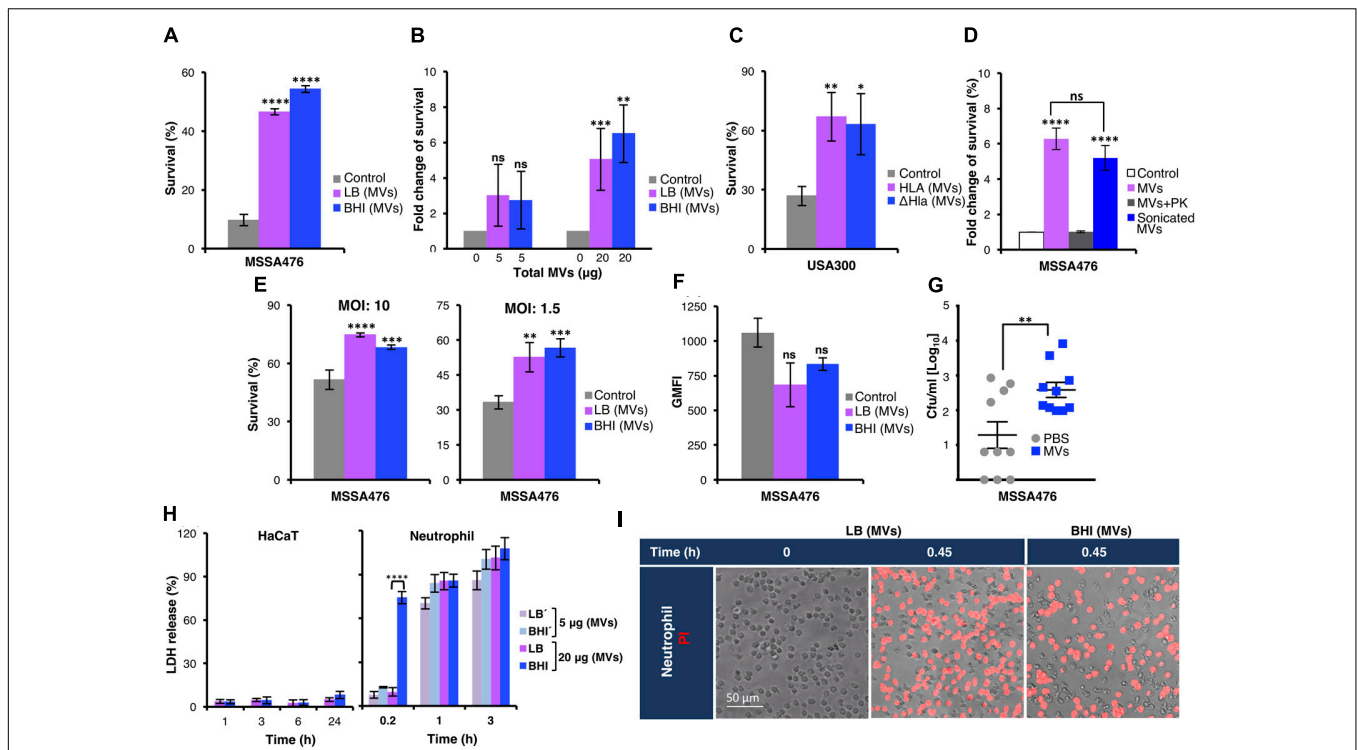 A
Survival (%)
60
40
20
0
****
****
Control
LB (MVs)
BHI (MVs)
MSSA476
B
Fold change of survival
10
8
6
4
2
0
ns
ns
***
**
Control
LB (MVs)
BHI (MVs)
0 5 5 0 20 20
Total MVs (µg)
C
Survival (%)
90
60
30
0
**
*
Control
HLA (MVs)
ΔHla (MVs)
USA300
D
Fold change of survival (%)
10
8
6
4
2
0
ns
****
****
Control
MVs
MVs+PK
Sonicated
MVs
MSSA476
E
MOI: 10
Survival (%)
90
60
30
0
****
***
MSSA476
MOI: 1.5
75
60
45
30
15
0
**
***
Control
LB (MVs)
BHI (MVs)
MSSA476
F
GMFI
1250
1000
750
500
250
0
ns
ns
Control
LB (MVs)
BHI (MVs)
MSSA476
G
Cfu/ml [Log10]
5
4
3
2
1
0
**
PBS
MVs
MSSA476
H
HaCaT
LDH release (%)
120
90
60
30
0
1 3 6 24
Time (h)
Neutrophil
****
0.2 1 3
Time (h)
LB´
BHI´
5 µg (MVs)
LB
BHI
20 µg (MVs)
I
LB (MVs) BHI (MVs)
Time (h) 0 0.45 0.45
Neutrophil
PI
50 µm